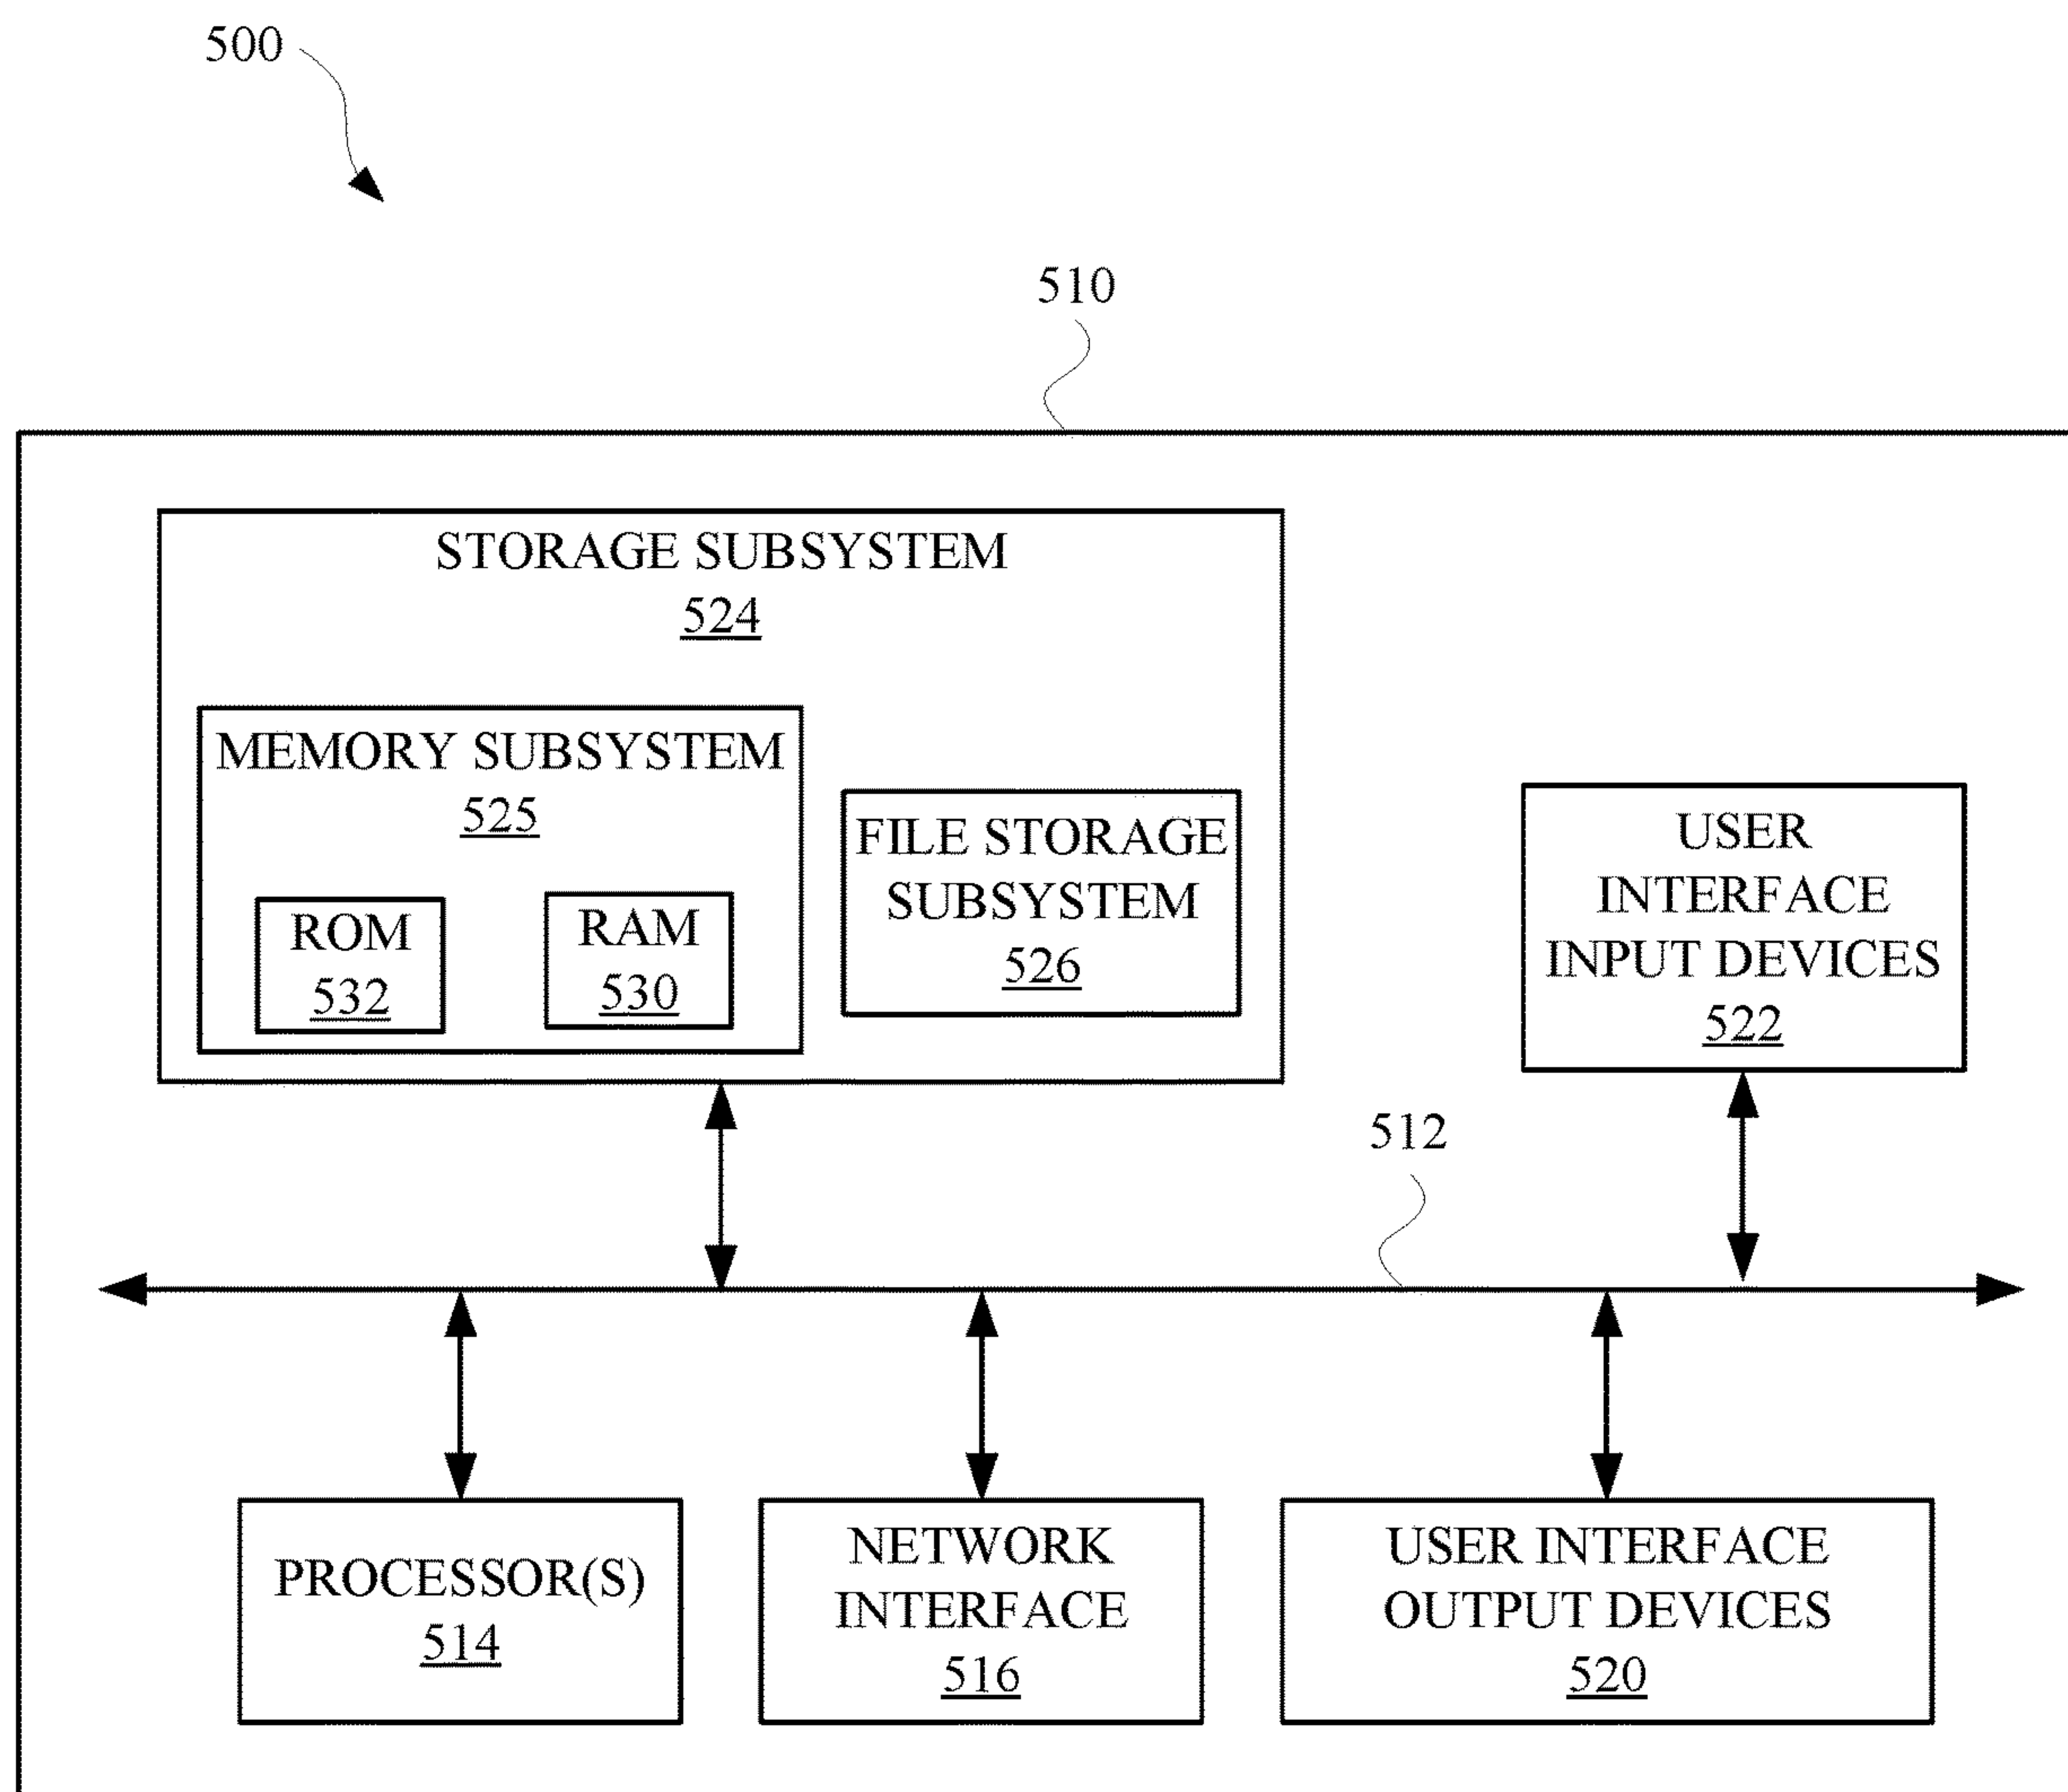 500
510
STORAGE SUBSYSTEM
524
MEMORY SUBSYSTEM
525
ROM
532
RAM
530
FILE STORAGE
SUBSYSTEM
526
USER
INTERFACE
INPUT DEVICES
522
512
PROCESSOR(S)
514
NETWORK
INTERFACE
516
USER INTERFACE
OUTPUT DEVICES
520